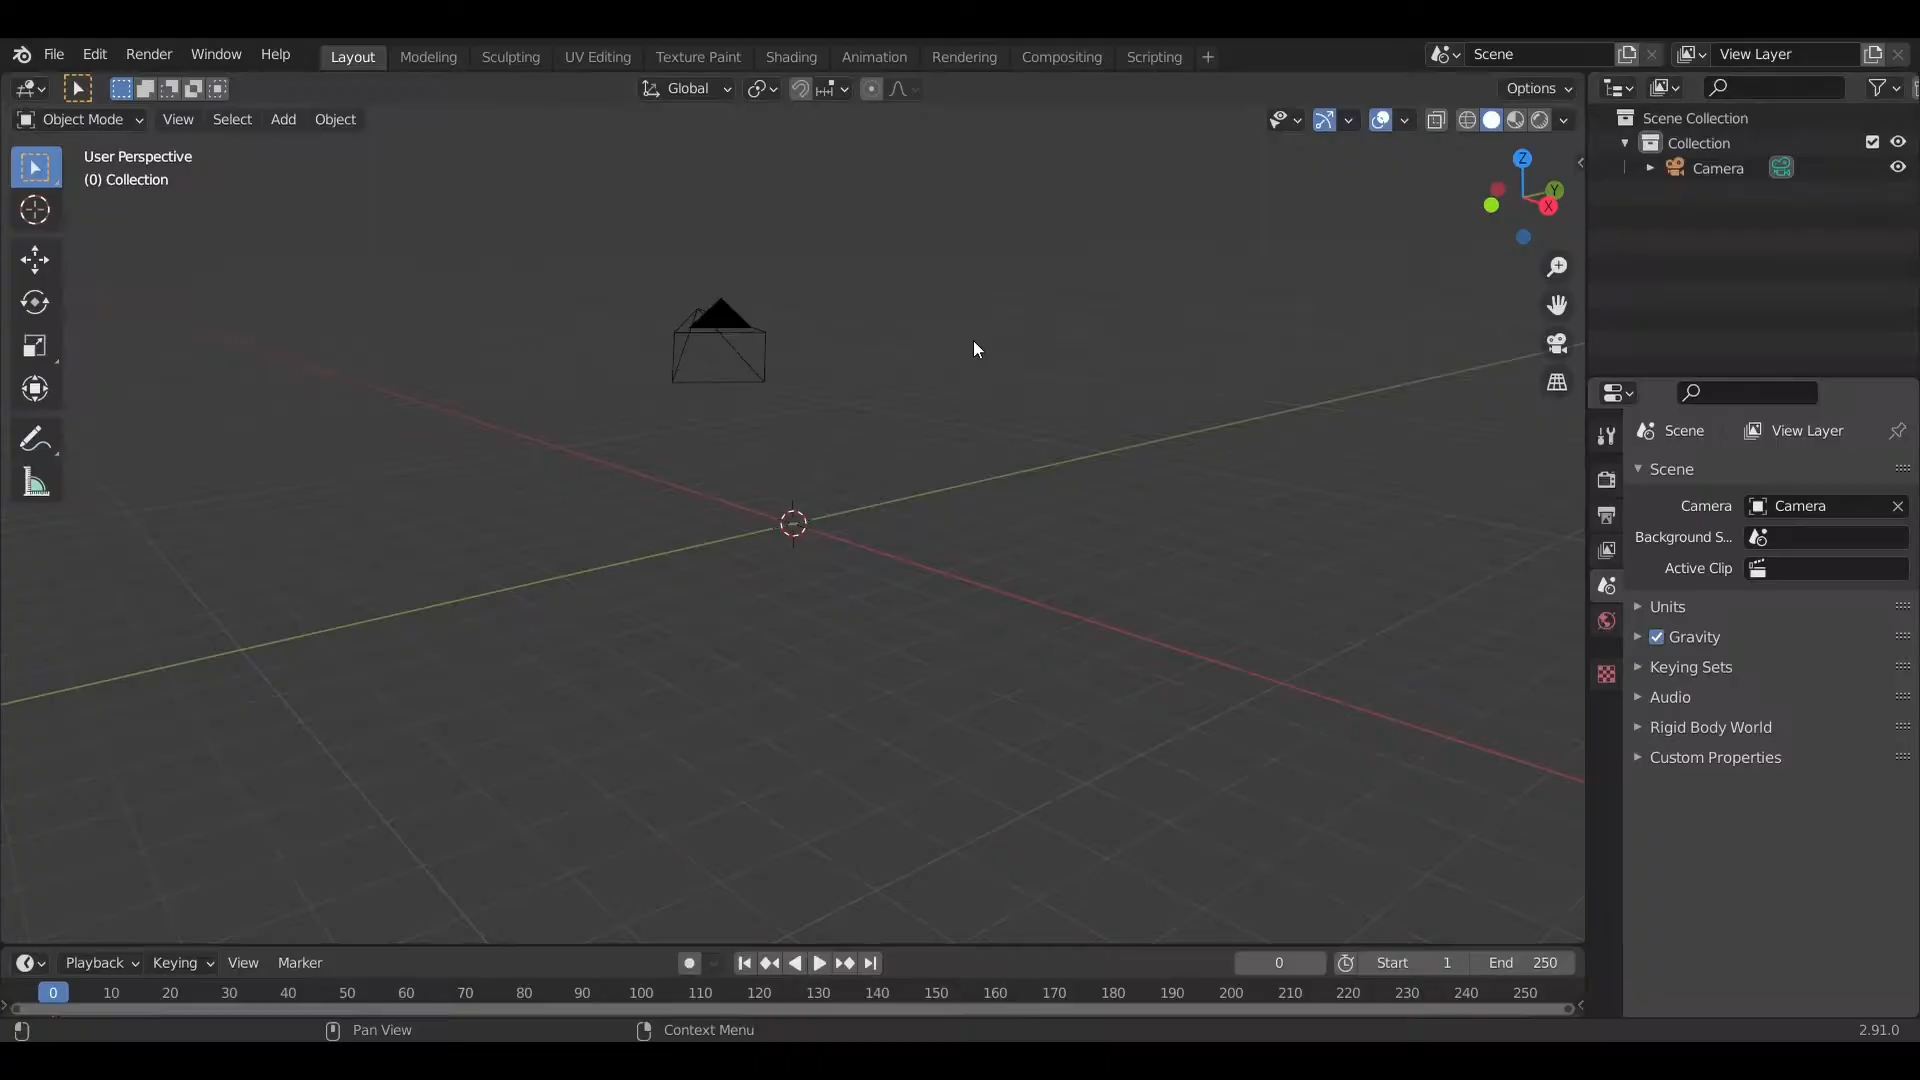 File Edit Render Window Help Layout Modeling Sculpting UV Editing Texture Paint Shading Animation Rendering Compositing Scripting + Scene View Layer
Global Options
Object Mode View Select Add Object
User Perspective
(0) Collection
Z
Y
X
Scene Collection
Collection
Camera
Scene View Layer
Scene
Camera Camera
Background S...
Active Clip
Units
Gravity
Keying Sets
Audio
Rigid Body World
Custom Properties
Playback Keying View Marker 0 Start 1 End 250
0 10 20 30 40 50 60 70 80 90 100 110 120 130 140 150 160 170 180 190 200 210 220 230 240 250
Pan View Context Menu 2.91.0